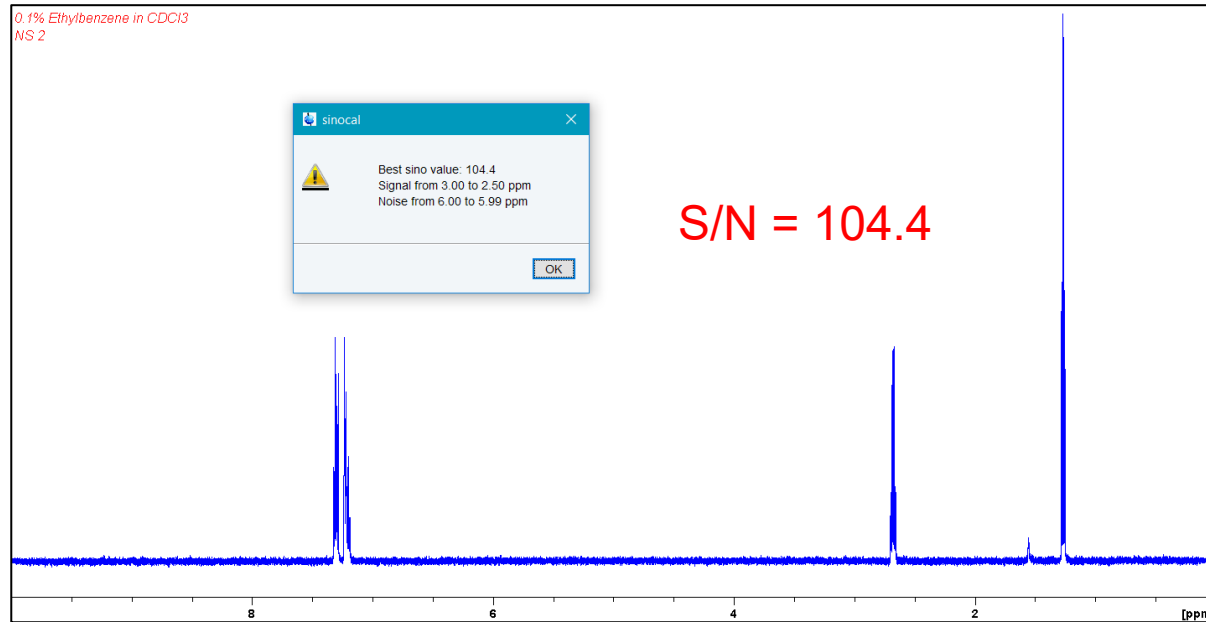 0.1% Ethylbenzene in CDCl3
NS 2
sinocal
Best sino value: 104.4
Signal from 3.00 to 2.50 ppm
Noise from 6.00 to 5.99 ppm
OK
S/N = 104.4
8 6 4 2 [ppm